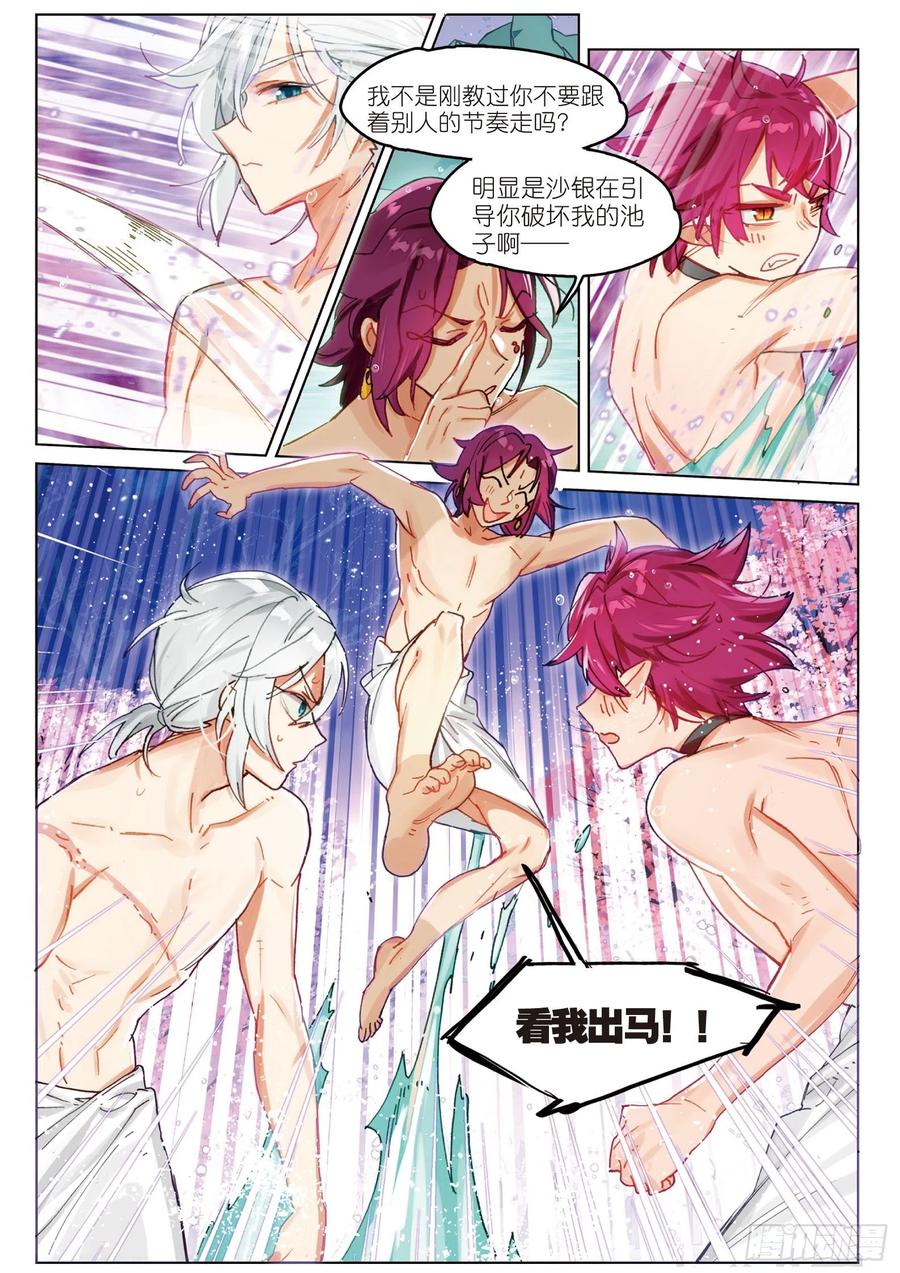 我不是刚教过你不要跟
着别人的节奏走吗？
明显是沙银在引
导你破坏我的池
子啊——
看我出马！！
腾讯动漫